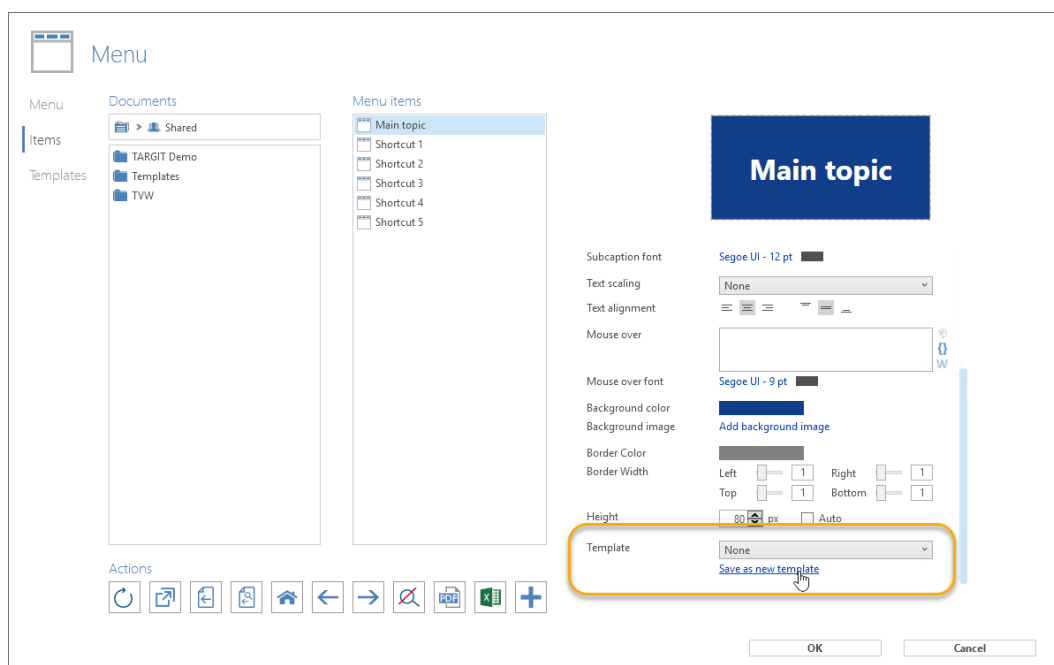 Menu
Menu
Items
Templates
Documents
> Shared
TARGIT Demo
Templates
TVW
Menu items
Main topic
Shortcut 1
Shortcut 2
Shortcut 3
Shortcut 4
Shortcut 5
Actions
PDF
X
Main topic
Subcaption font Segoe UI - 12 pt
Text scaling None
Text alignment
Mouse over
{}
W
Mouse over font Segoe UI - 9 pt
Background color
Background image Add background image
Border Color
Border Width Left 1 Right 1
Top 1 Bottom 1
Height 80 px Auto
Template None
Save as new template
OK Cancel